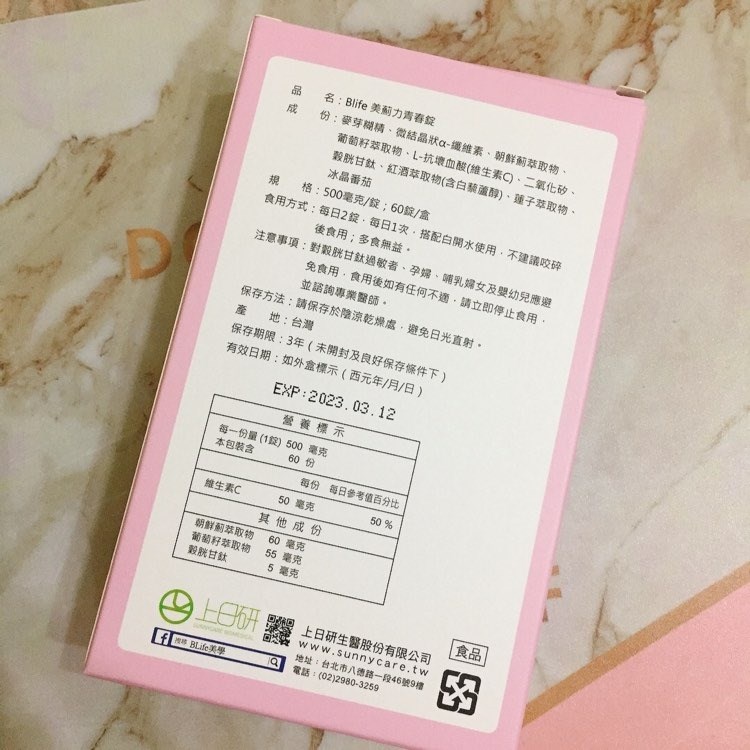 品　　名：Blife 美薊力青春錠
成　　份：麥芽糊精、微結晶狀α-纖維素、朝鮮薊萃取物、
葡萄籽萃取物、L-抗壞血酸(維生素C)、二氧化矽、
穀胱甘鈦、紅酒萃取物(含白藜蘆醇)、蓮子萃取物、
冰晶番茄
規　　格：500毫克/錠；60錠/盒
食用方式：每日2錠，每日1次，搭配白開水使用，不建議咬碎
後食用；多食無益。
注意事項：對穀胱甘鈦過敏者、孕婦、哺乳婦女及嬰幼兒應避
免食用，食用後如有任何不適，請立即停止食用，
並諮詢專業醫師。
保存方法：請保存於陰涼乾燥處，避免日光直射。
產　　地：台灣
保存期限：3年(未開封及良好保存條件下)
有效日期：如外盒標示(西元年/月/日)
EXP:2023.03.12
營養標示
每一份量(1錠) 500 毫克
本包裝含 60 份
每份 每日參考值百分比
維生素C 50 毫克 50 %
其他成份
朝鮮薊萃取物 60 毫克
葡萄籽萃取物 55 毫克
穀胱甘鈦 5 毫克
上日研
SUNNYCARE BIOMEDICAL
上日研生醫股份有限公司
www.sunnycare.tw
地址：台北市八德路一段46號9樓
電話：(02)2980-3259
食品
f 搜尋 BLife美學
DO
F